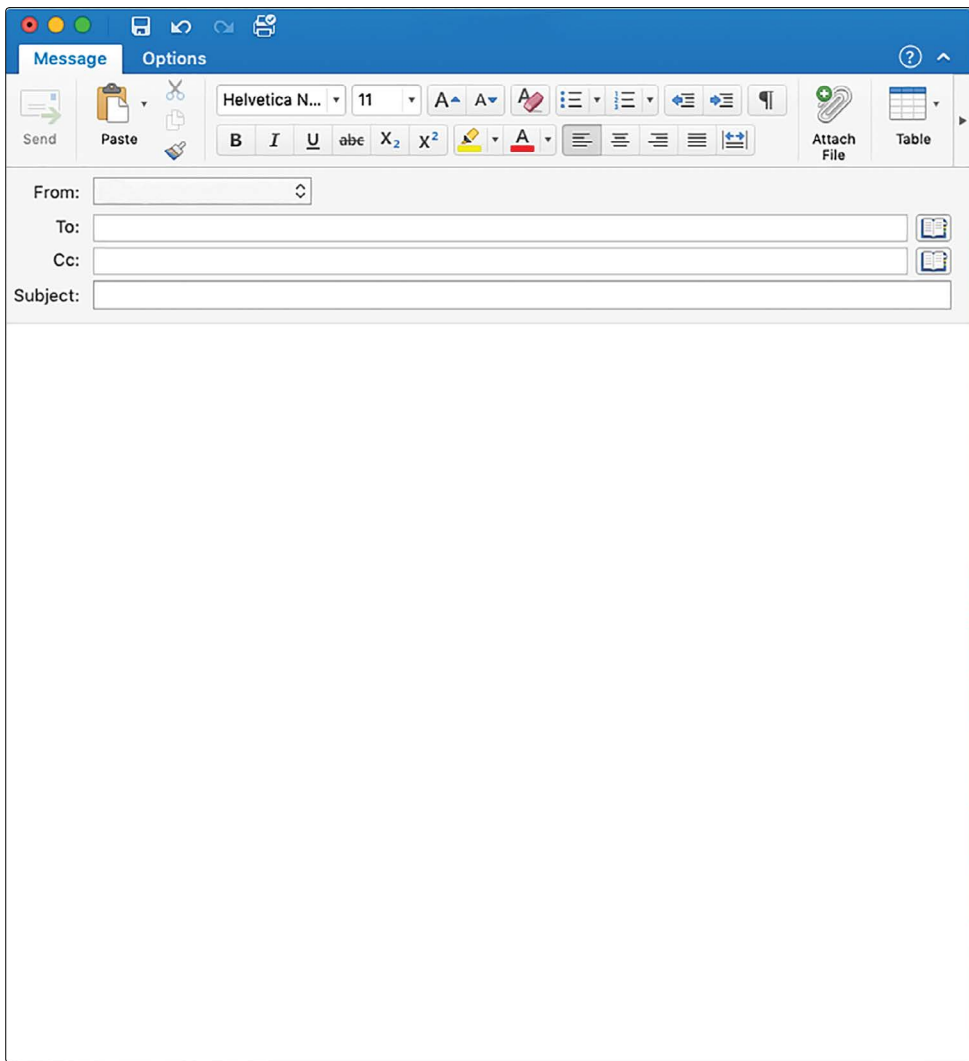 Message Options
Send Paste Helvetica N... 11 A A A Attach File Table
B I U abc X₂ X² A
From:
To:
Cc:
Subject: